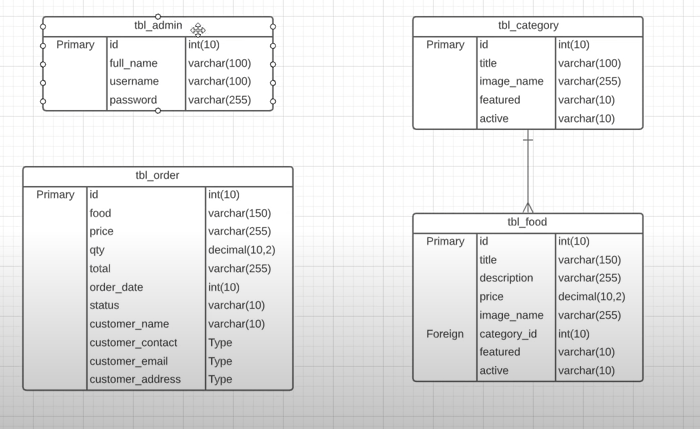 tbl_admin
Primary id int(10)
full_name varchar(100)
username varchar(100)
password varchar(255)
tbl_category
Primary id int(10)
title varchar(100)
image_name varchar(255)
featured varchar(10)
active varchar(10)
tbl_order
Primary id int(10)
food varchar(150)
price varchar(255)
qty decimal(10,2)
total varchar(255)
order_date int(10)
status varchar(10)
customer_name varchar(10)
customer_contact Type
customer_email Type
customer_address Type
tbl_food
Primary id int(10)
title varchar(150)
description varchar(255)
price decimal(10,2)
image_name varchar(255)
Foreign category_id int(10)
featured varchar(10)
active varchar(10)